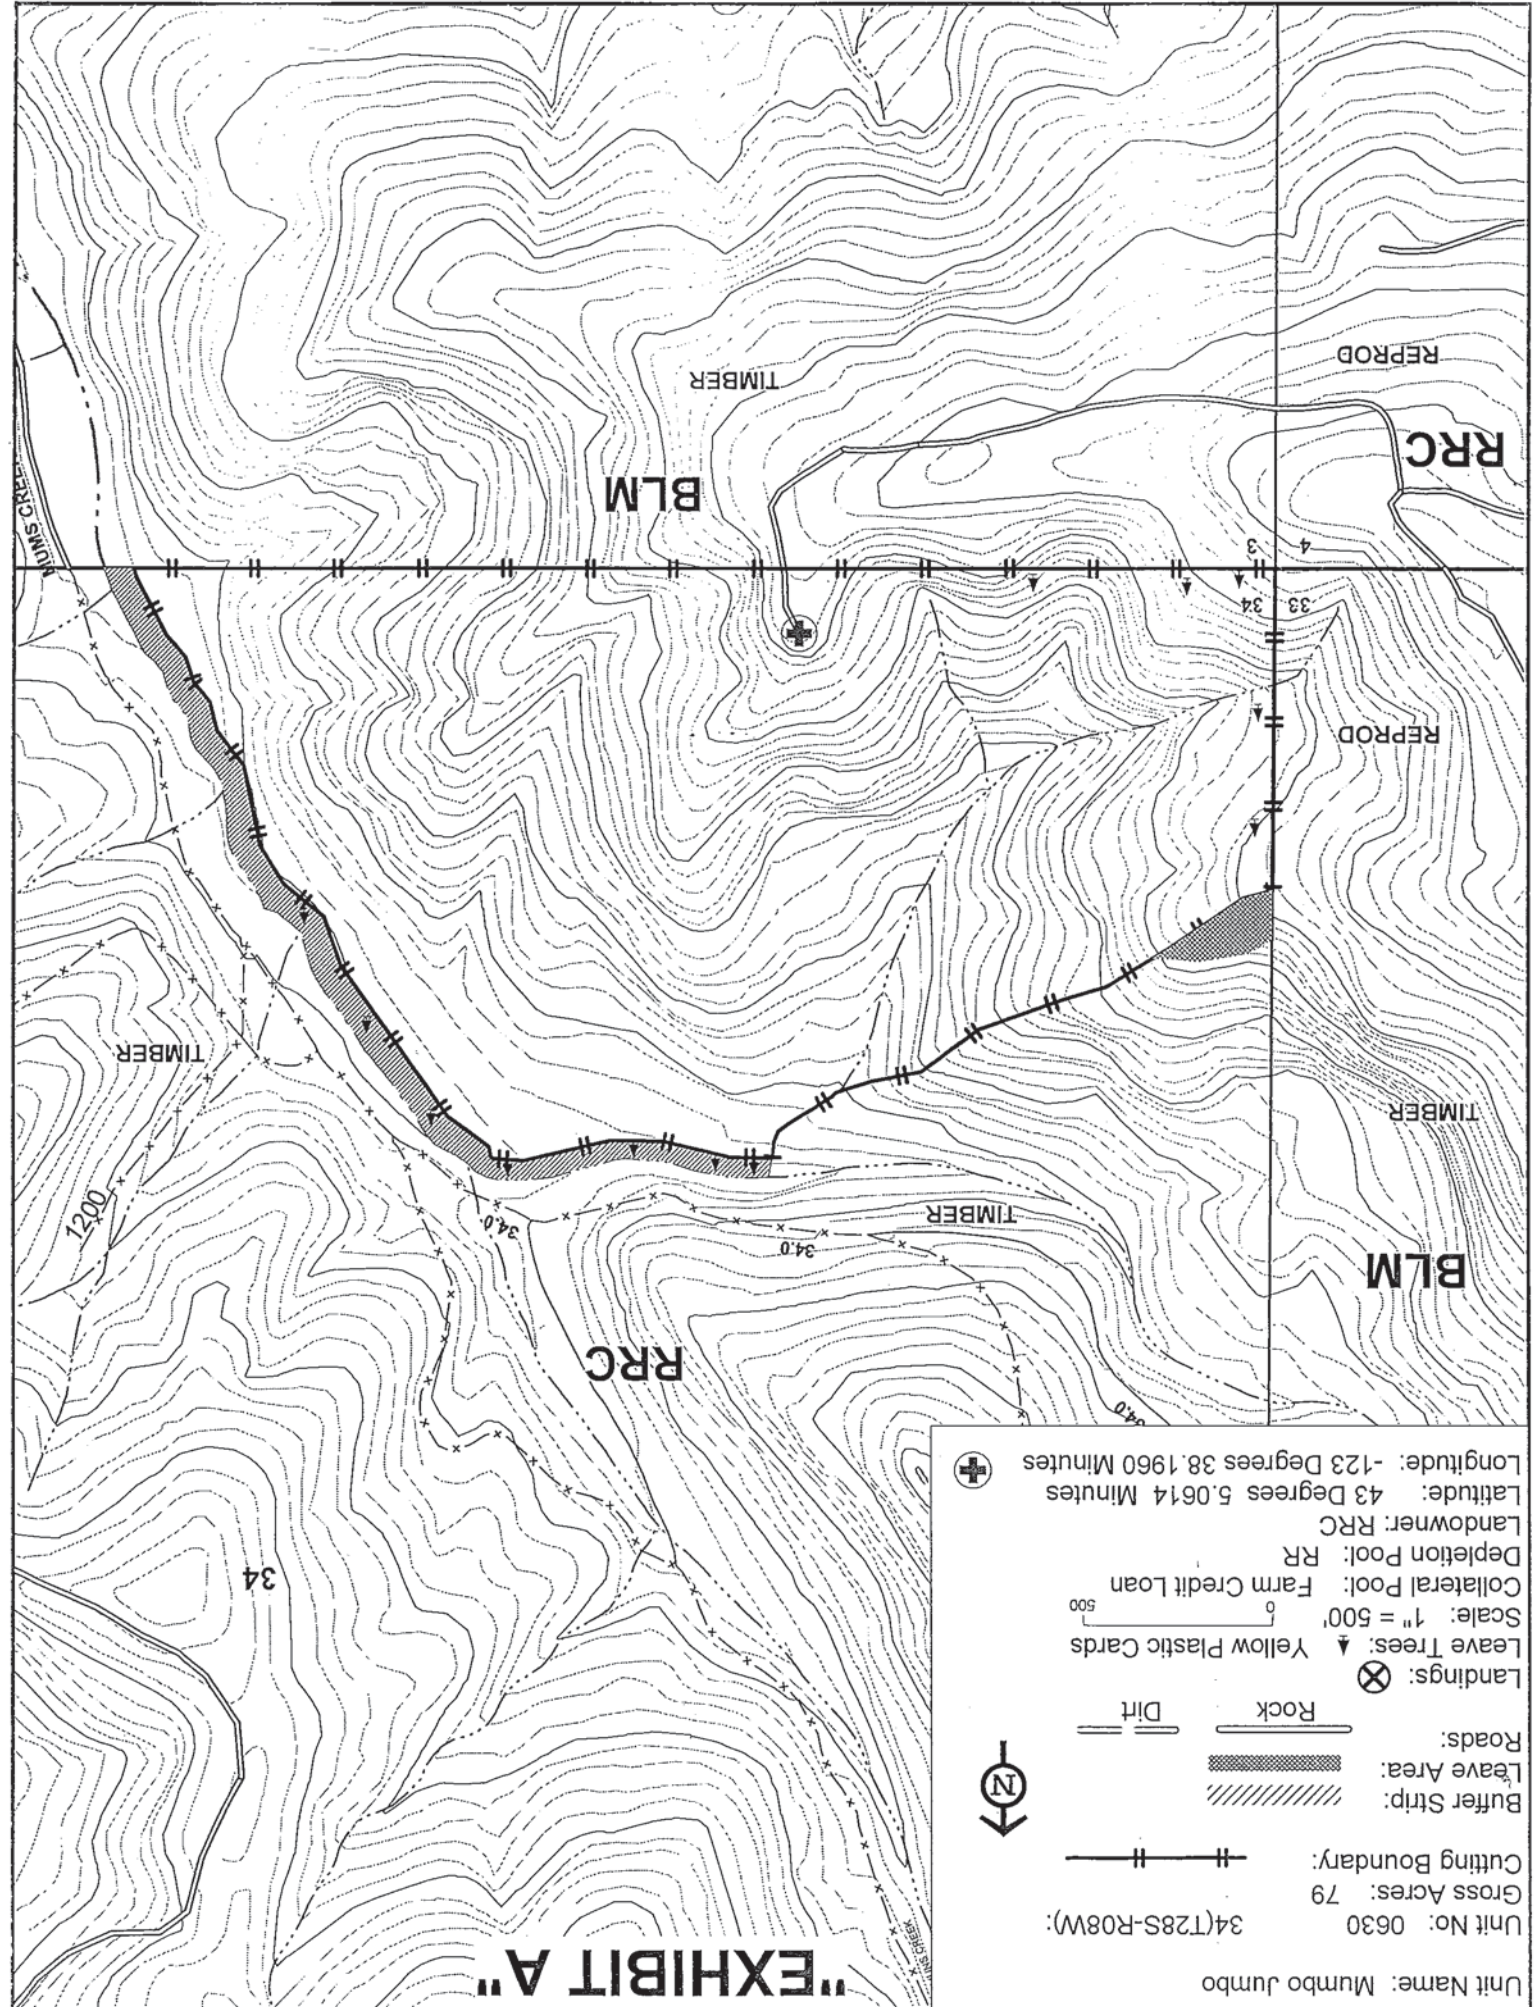 "EXHIBIT A"
Unit Name: Mumbo Jumbo
Unit No: 0630 34(T28S-R08W):
Gross Acres: 79
Cutting Boundary:
Buffer Strip:
Leave Area:
Roads:
Rock Dirt
Landings:
Leave Trees: Yellow Plastic Cards
Scale: 1" = 500' 0 500
Collateral Pool: Farm Credit Loan
Depletion Pool: RR
Landowner: RRC
Latitude: 43 Degrees 5.0614 Minutes
Longitude: -123 Degrees 38.1960 Minutes
N
34
34.0
RRC
BLM
1200
34.0
34.0
TIMBER
TIMBER
TIMBER
REPROD
33 34
4 3
BLM
RRC
TIMBER
REPROD